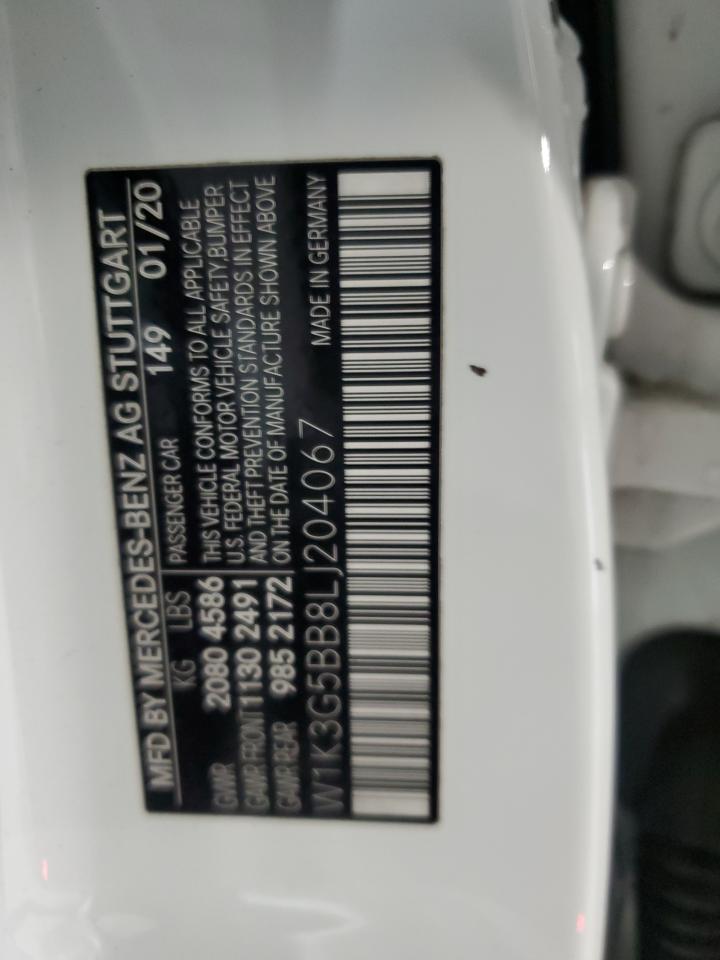 MFD BY MERCEDES-BENZ AG STUTTGART
KG LBS PASSENGER CAR 149 01/20
GWR 2080 4586 THIS VEHICLE CONFORMS TO ALL APPLICABLE
GAWR FRONT 1130 2491 U.S. FEDERAL MOTOR VEHICLE SAFETY,BUMPER
AND THEFT PREVENTION STANDARDS IN EFFECT
GAWR REAR 985 2172 ON THE DATE OF MANUFACTURE SHOWN ABOVE
W1K3G5BB8LJ204067 MADE IN GERMANY